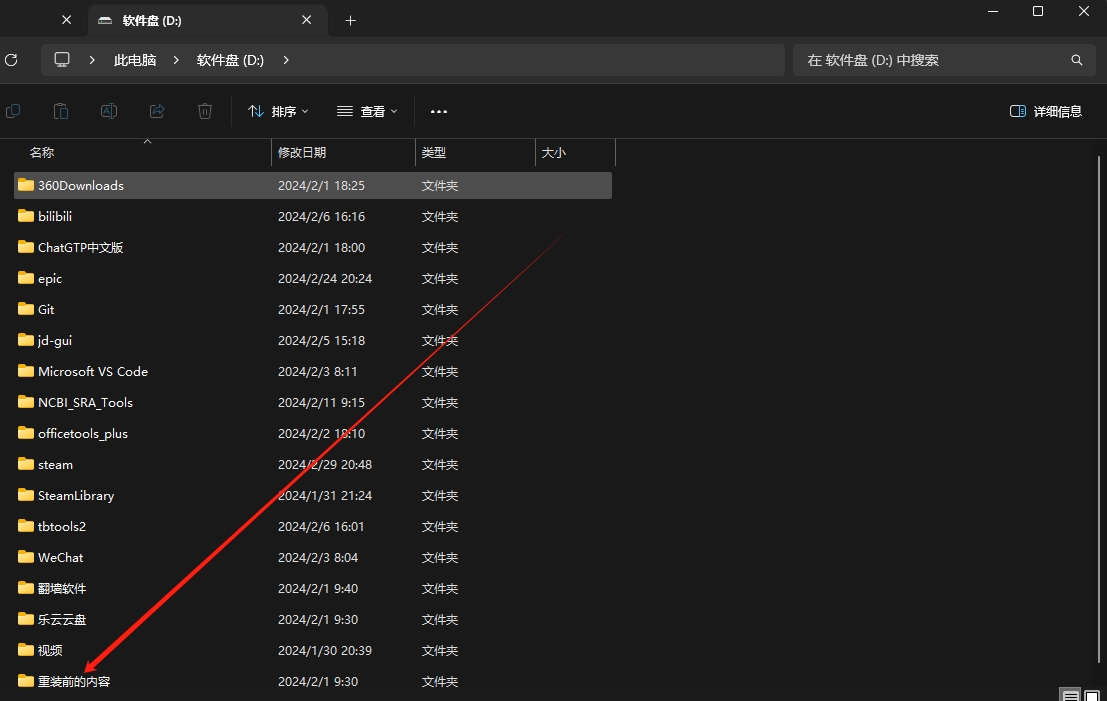 软件盘 (D:)
此电脑 软件盘 (D:) 在 软件盘 (D:) 中搜索
排序 查看 详细信息
名称 修改日期 类型 大小
360Downloads 2024/2/1 18:25 文件夹
bilibili 2024/2/6 16:16 文件夹
ChatGTP中文版 2024/2/1 18:00 文件夹
epic 2024/2/24 20:24 文件夹
Git 2024/2/1 17:55 文件夹
jd-gui 2024/2/5 15:18 文件夹
Microsoft VS Code 2024/2/3 8:11 文件夹
NCBI_SRA_Tools 2024/2/11 9:15 文件夹
officetools_plus 2024/2/2 18:10 文件夹
steam 2024/2/29 20:48 文件夹
SteamLibrary 2024/1/31 21:24 文件夹
tbtools2 2024/2/6 16:01 文件夹
WeChat 2024/2/3 8:04 文件夹
翻墙软件 2024/2/1 9:40 文件夹
乐云云盘 2024/2/1 9:30 文件夹
视频 2024/1/30 20:39 文件夹
重装前的内容 2024/2/1 9:30 文件夹